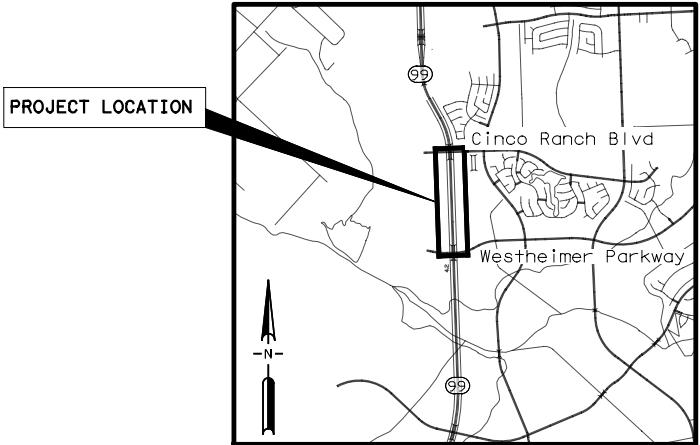 99
PROJECT LOCATION
Cinco Ranch Blvd
Westheimer Parkway
-N-
99